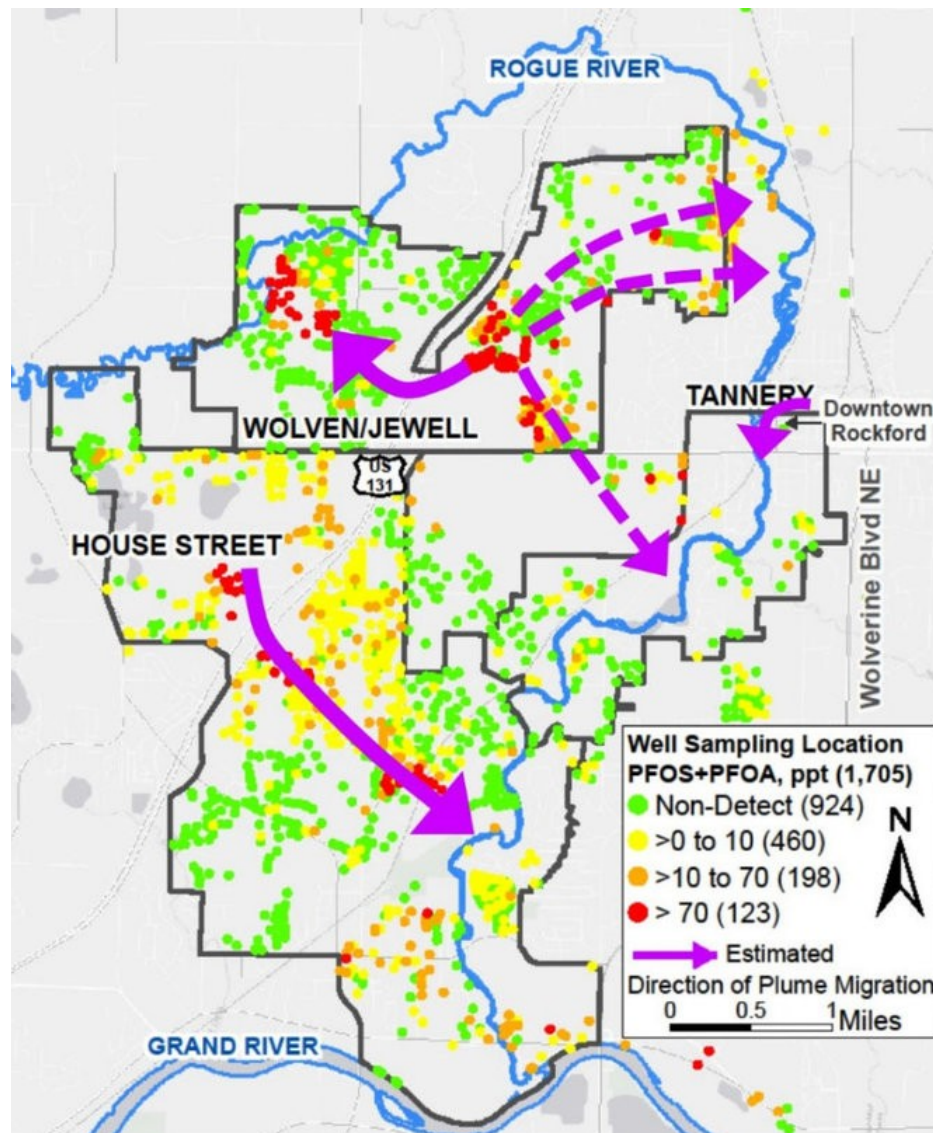 ROGUE RIVER
TANNERY
Downtown
Rockford
WOLVEN/JEWELL
US
131
HOUSE STREET
Wolverine Blvd NE
Well Sampling Location
PFOS+PFOA, ppt (1,705)
Non-Detect (924)
>0 to 10 (460)
>10 to 70 (198)
> 70 (123)
N
Estimated
Direction of Plume Migration
0 0.5 1
Miles
GRAND RIVER